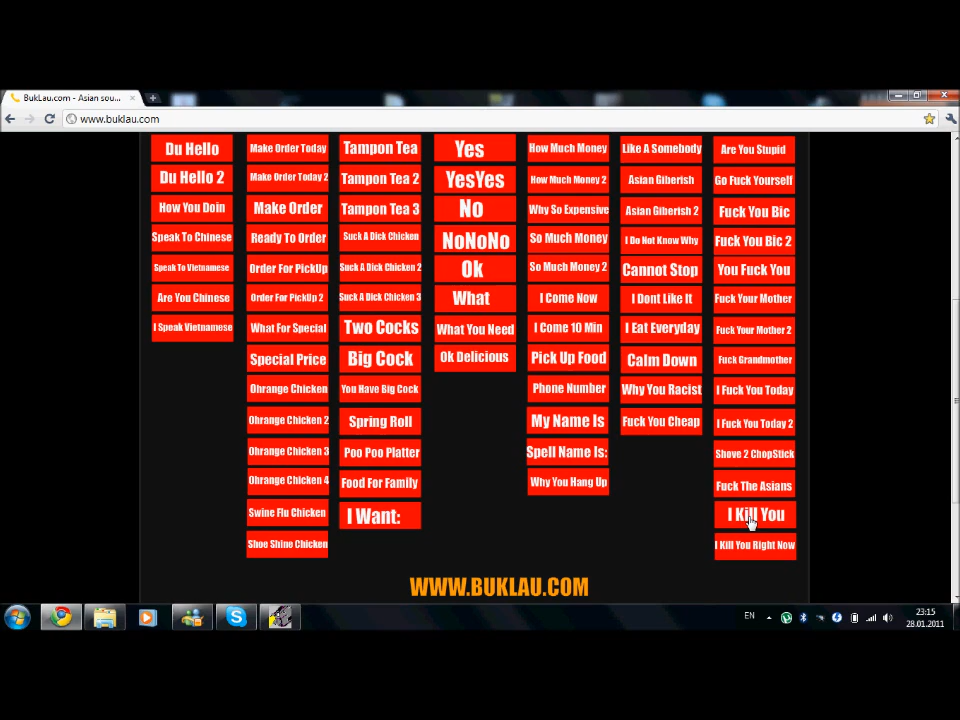 BukLau.com - Asian sou...
www.buklau.com
Du Hello
Du Hello 2
How You Doin
Speak To Chinese
Speak To Vietnamese
Are You Chinese
I Speak Vietnamese
Make Order Today
Make Order Today 2
Make Order
Ready To Order
Order For PickUp
Order For PickUp 2
What For Special
Special Price
Ohrange Chicken
Ohrange Chicken 2
Ohrange Chicken 3
Ohrange Chicken 4
Swine Flu Chicken
Shoe Shine Chicken
Tampon Tea
Tampon Tea 2
Tampon Tea 3
Suck A Dick Chicken
Suck A Dick Chicken 2
Suck A Dick Chicken 3
Two Cocks
Big Cock
You Have Big Cock
Spring Roll
Poo Poo Platter
Food For Family
I Want:
Yes
YesYes
No
NoNoNo
Ok
What
What You Need
Ok Delicious
How Much Money
How Much Money 2
Why So Expensive
So Much Money
So Much Money 2
I Come Now
I Come 10 Min
Pick Up Food
Phone Number
My Name Is
Spell Name Is:
Why You Hang Up
Like A Somebody
Asian Giberish
Asian Giberish 2
I Do Not Know Why
Cannot Stop
I Dont Like It
I Eat Everyday
Calm Down
Why You Racist
Fuck You Cheap
Are You Stupid
Go Fuck Yourself
Fuck You Bic
Fuck You Bic 2
You Fuck You
Fuck Your Mother
Fuck Your Mother 2
Fuck Grandmother
I Fuck You Today
I Fuck You Today 2
Shove 2 ChopStick
Fuck The Asians
I Kill You
I Kill You Right Now
WWW.BUKLAU.COM
EN
23:15
28.01.2011